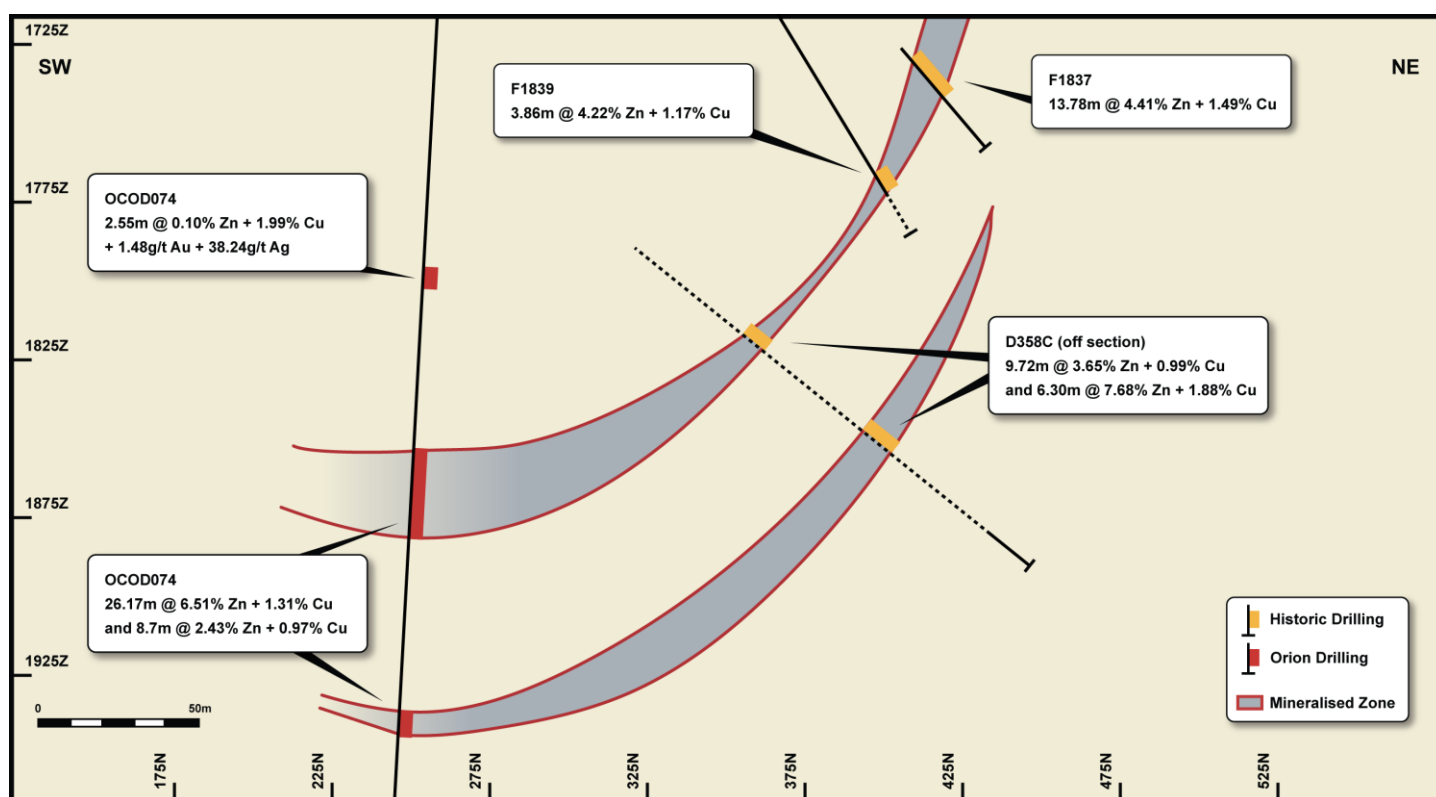 1725Z
SW
NE
F1839
3.86m @ 4.22% Zn + 1.17% Cu
F1837
13.78m @ 4.41% Zn + 1.49% Cu
1775Z
OCOD074
2.55m @ 0.10% Zn + 1.99% Cu
+ 1.48g/t Au + 38.24g/t Ag
1825Z
D358C (off section)
9.72m @ 3.65% Zn + 0.99% Cu
and 6.30m @ 7.68% Zn + 1.88% Cu
1875Z
OCOD074
26.17m @ 6.51% Zn + 1.31% Cu
and 8.7m @ 2.43% Zn + 0.97% Cu
1925Z
Historic Drilling
Orion Drilling
Mineralised Zone
0 50m
175N 225N 275N 325N 375N 425N 475N 525N